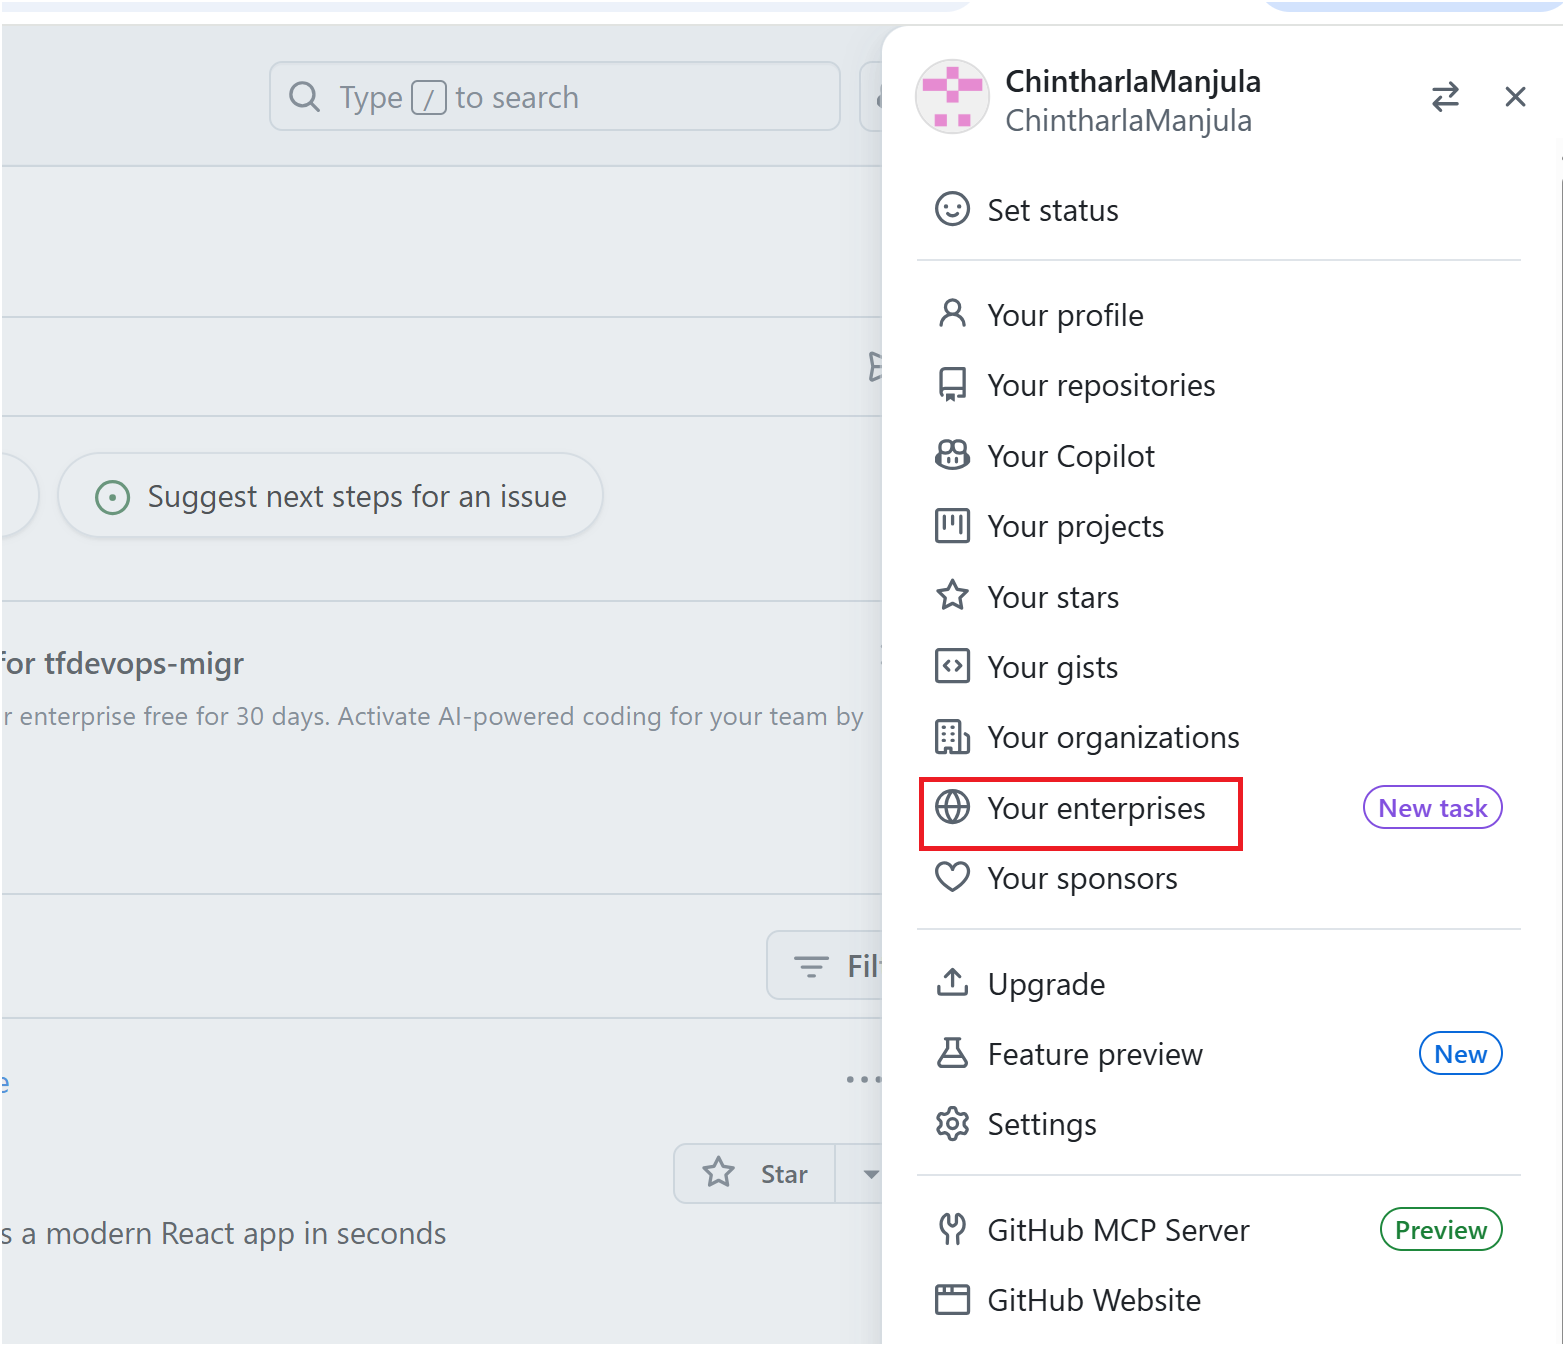 Type / to search
Suggest next steps for an issue
for tfdevops-migr
r enterprise free for 30 days. Activate AI-powered coding for your team by
Star
s a modern React app in seconds
ChintharlaManjula
ChintharlaManjula
Set status
Your profile
Your repositories
Your Copilot
Your projects
Your stars
Your gists
Your organizations
Your enterprises New task
Your sponsors
Upgrade
Feature preview New
Settings
GitHub MCP Server Preview
GitHub Website